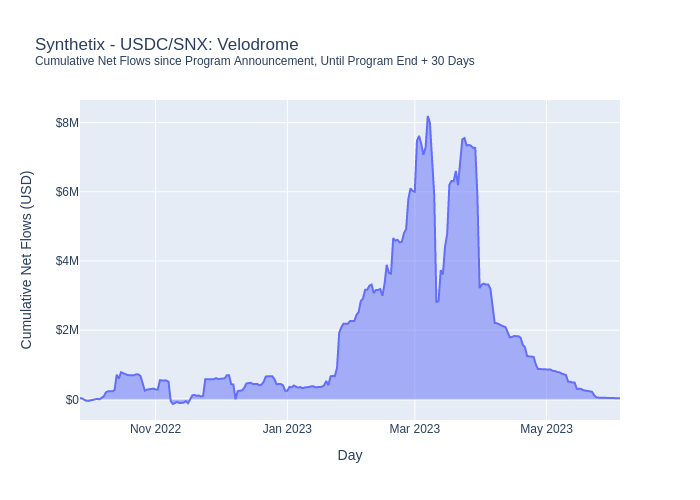 Synthetix - USDC/SNX: Velodrome
Cumulative Net Flows since Program Announcement, Until Program End + 30 Days
Cumulative Net Flows (USD)
$8M
$6M
$4M
$2M
$0
Nov 2022
Jan 2023
Mar 2023
May 2023
Day